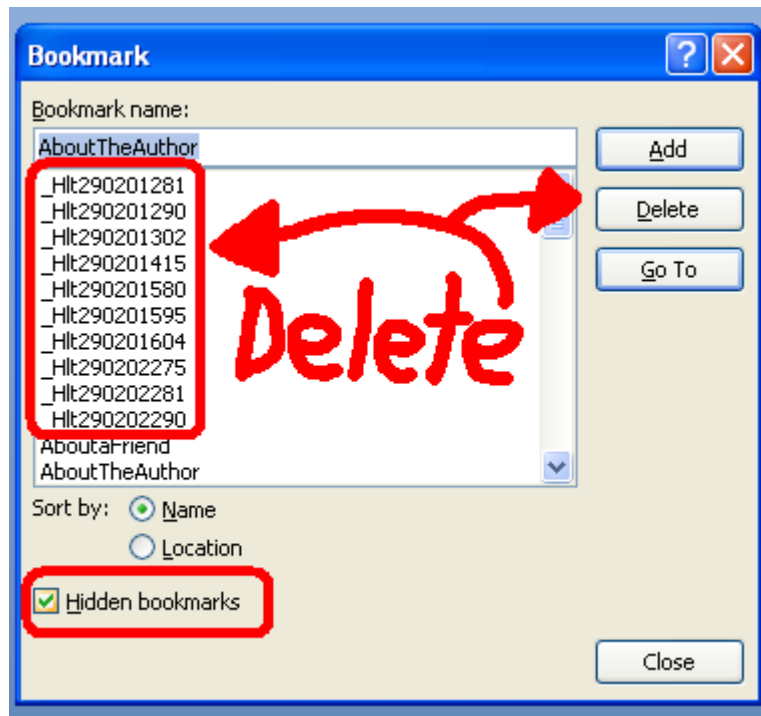 Bookmark
Bookmark name:
AboutTheAuthor
Add
_Hlt290201281
_Hlt290201290
_Hlt290201302
_Hlt290201415
_Hlt290201580
_Hlt290201595
_Hlt290201604
_Hlt290202275
_Hlt290202281
_Hlt290202290
AboutaFriend
AboutTheAuthor
Delete
Go To
Delete
Sort by:
Name
Location
Hidden bookmarks
Close